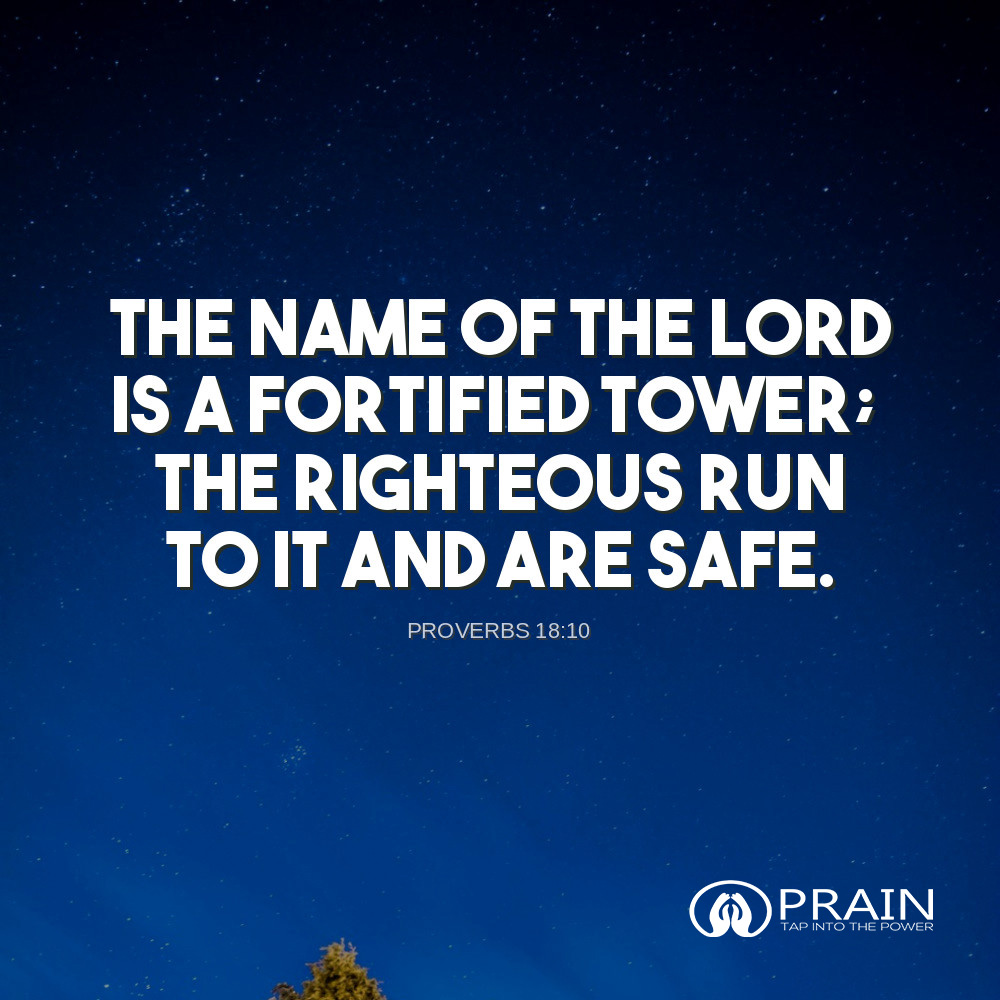 THE NAME OF THE LORD
IS A FORTIFIED TOWER;
THE RIGHTEOUS RUN
TO IT AND ARE SAFE.
PROVERBS 18:10
PRAIN
TAP INTO THE POWER